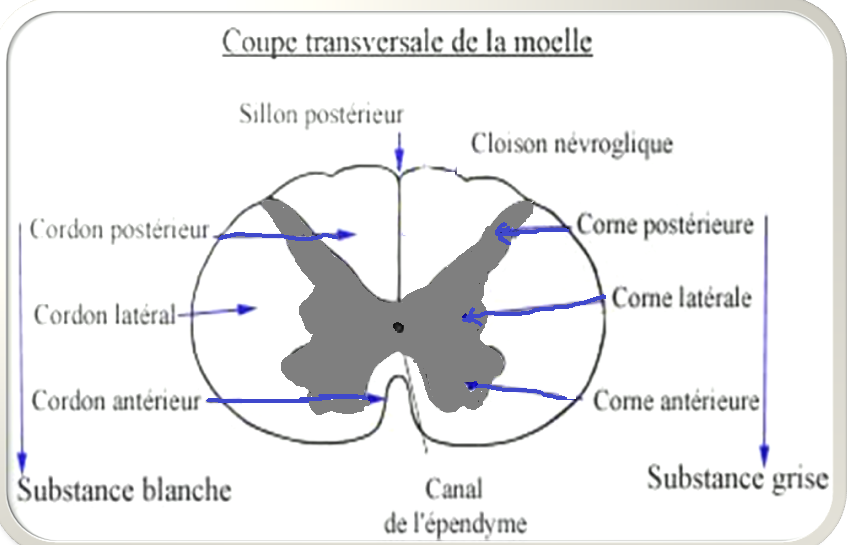 Coupe transversale de la moelle
Sillon postérieur
Cloison névroglique
Cordon postérieur
Corne postérieure
Cordon latéral
Corne latérale
Cordon antérieur
Corne antérieure
Substance blanche
Substance grise
Canal
de l'épendyme